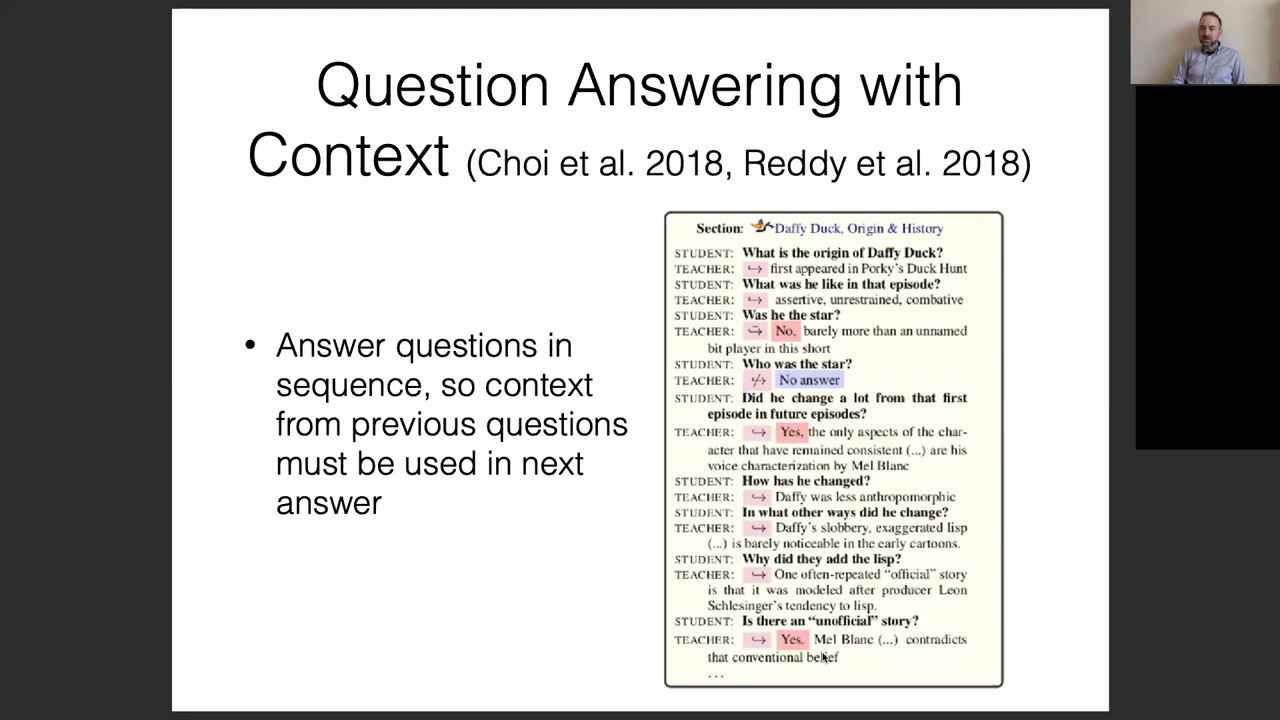 Question Answering with
Context (Choi et al. 2018, Reddy et al. 2018)
• Answer questions in
sequence, so context
from previous questions
must be used in next
answer
Section: Daffy Duck, Origin & History
STUDENT: What is the origin of Daffy Duck?
TEACHER: ↪ first appeared in Porky's Duck Hunt
STUDENT: What was he like in that episode?
TEACHER: ↪ assertive, unrestrained, combative
STUDENT: Was he the star?
TEACHER: ↪ No, barely more than an unnamed
bit player in this short
STUDENT: Who was the star?
TEACHER: ↪ No answer
STUDENT: Did he change a lot from that first
episode in future episodes?
TEACHER: ↪ Yes, the only aspects of the char-
acter that have remained consistent (...) are his
voice characterization by Mel Blanc
STUDENT: How has he changed?
TEACHER: ↪ Daffy was less anthropomorphic
STUDENT: In what other ways did he change?
TEACHER: ↪ Daffy's slobbery, exaggerated lisp
(...) is barely noticeable in the early cartoons.
STUDENT: Why did they add the lisp?
TEACHER: ↪ One often-repeated "official" story
is that it was modeled after producer Leon
Schlesinger's tendency to lisp.
STUDENT: Is there an "unofficial" story?
TEACHER: ↪ Yes, Mel Blanc (...) contradicts
that conventional belief
...